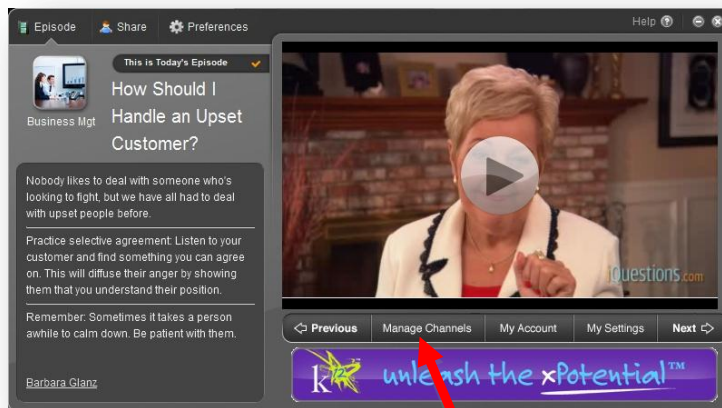 Episode
Share
Preferences
Help
This is Today's Episode
Business Mgt
How Should I
Handle an Upset
Customer?
Nobody likes to deal with someone who's
looking to fight, but we have all had to deal
with upset people before.
Practice selective agreement: Listen to your
customer and find something you can agree
on. This will diffuse their anger by showing
them that you understand their position.
Remember: Sometimes it takes a person
awhile to calm down. Be patient with them.
Barbara Glanz
Questions.com
Previous
Manage Channels
My Account
My Settings
Next
k12
unleash the xPotential™